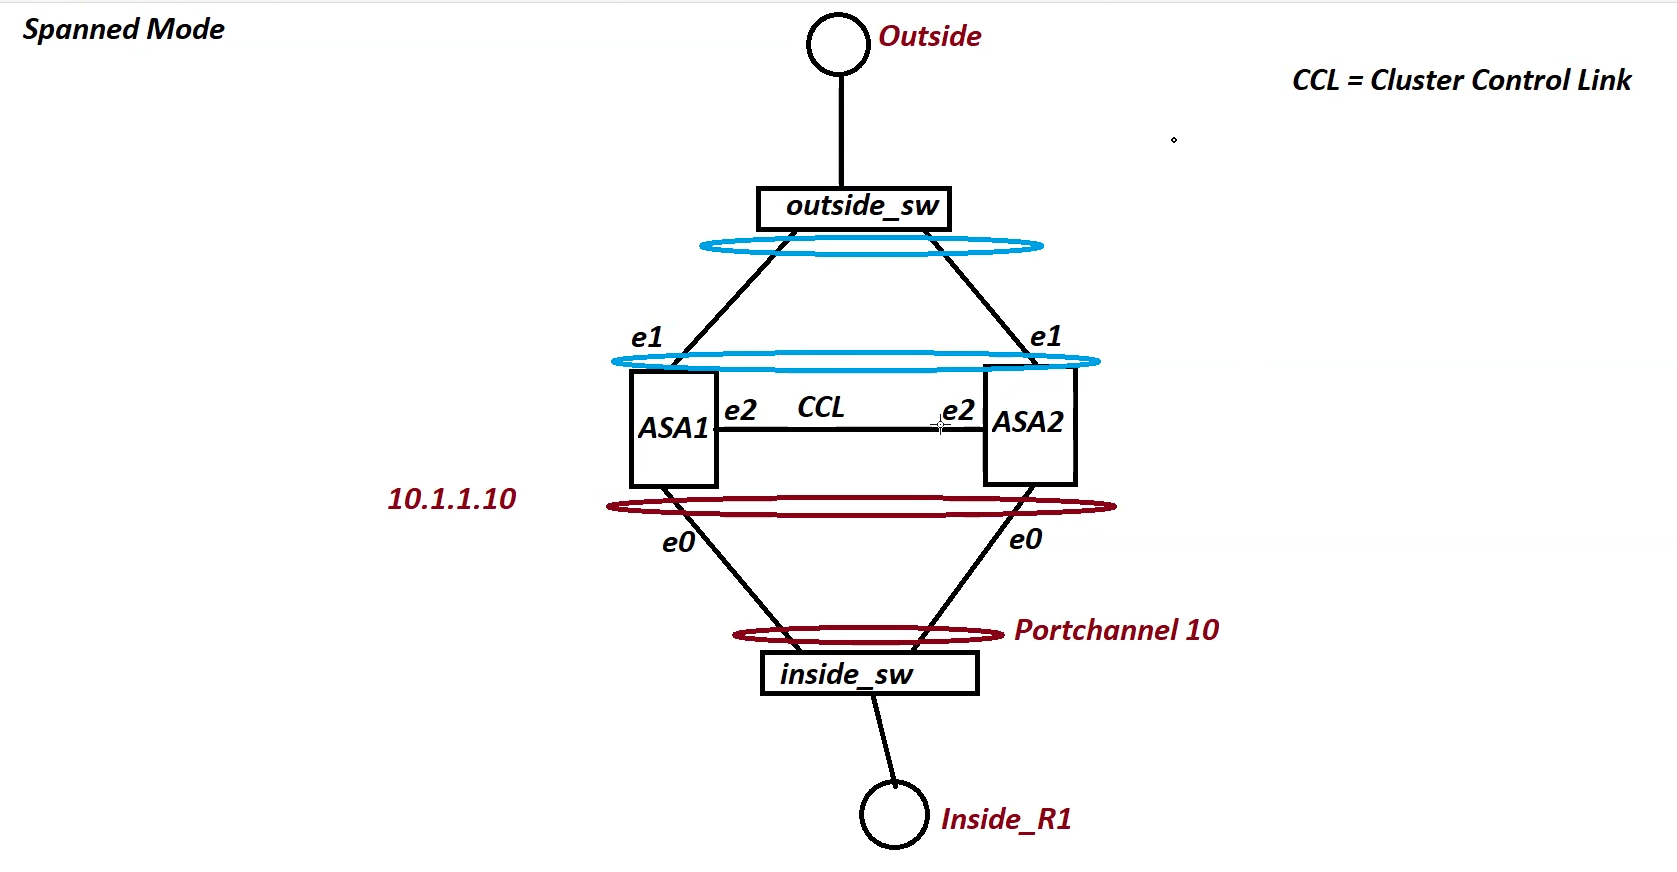 Spanned Mode
Outside
CCL = Cluster Control Link
outside_sw
e1
e1
e2
CCL
e2
ASA1
ASA2
10.1.1.10
e0
e0
Portchannel 10
inside_sw
Inside_R1